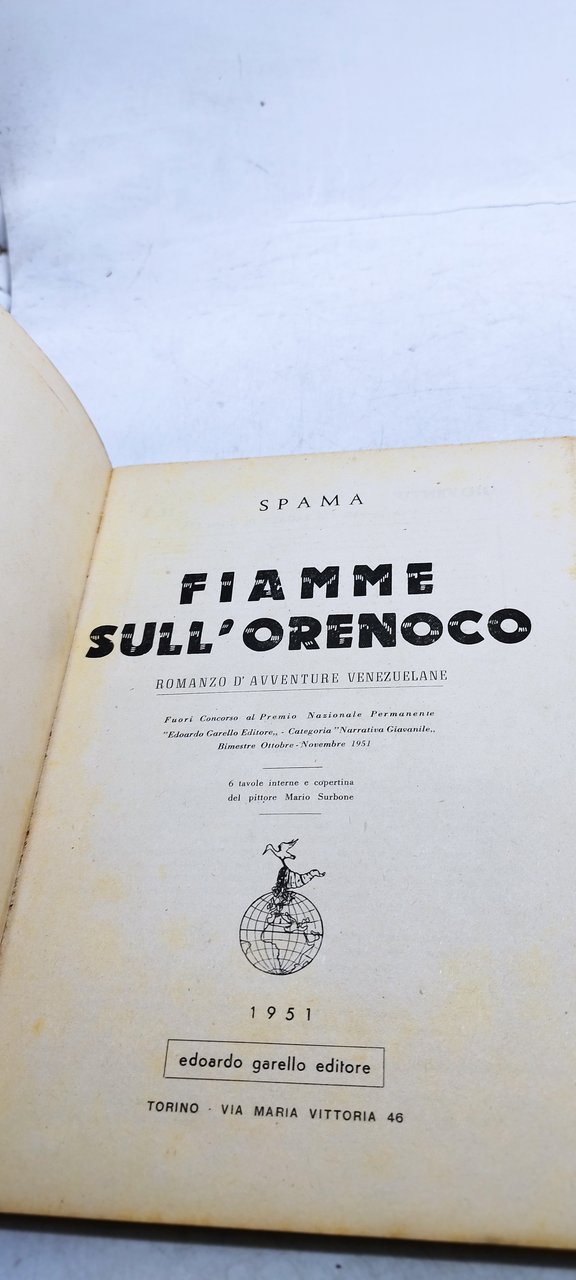 SPAMA
FIAMME
SULL'ORENOCO
ROMANZO D'AVVENTURE VENEZUELANE
Fuori Concorso al Premio Nazionale Permanente
"Edoardo Garello Editore„ - Categoria "Narrativa Giavanile„
Bimestre Ottobre-Novembre 1951
6 tavole interne e copertina
del pittore Mario Surbone
1951
edoardo garello editore
TORINO - VIA MARIA VITTORIA 46